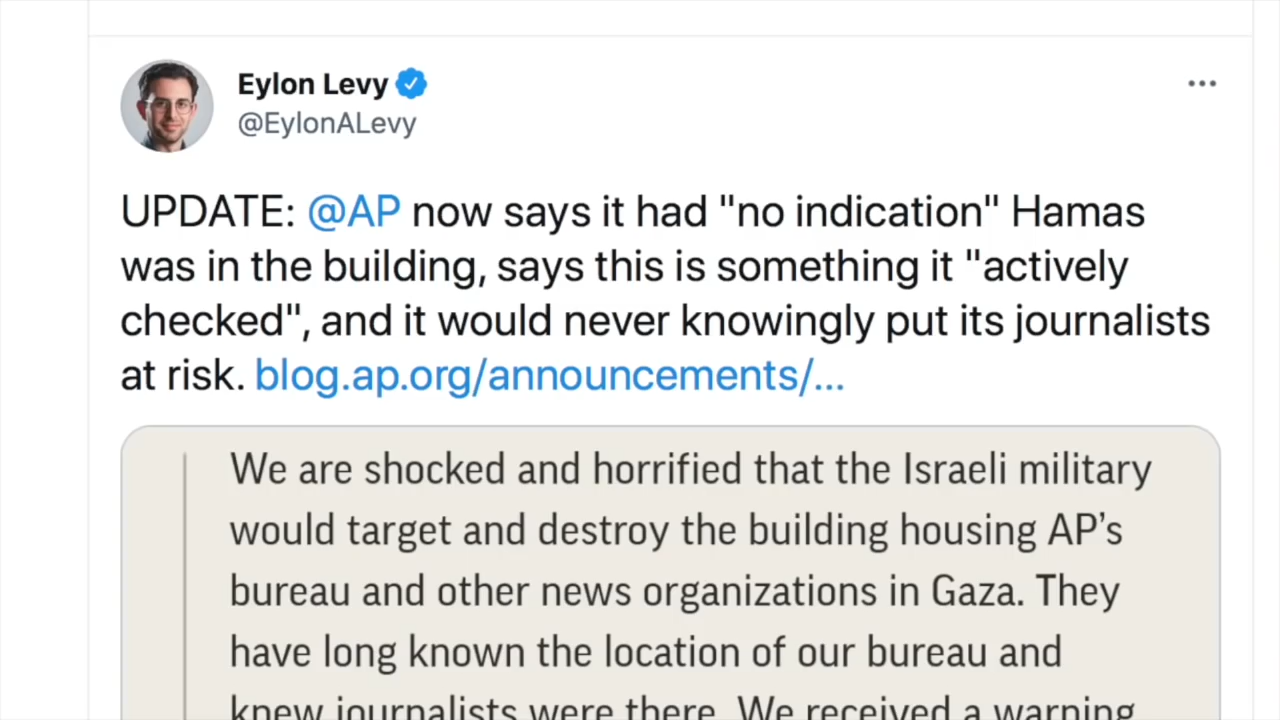 Eylon Levy
@EylonALevy
UPDATE: @AP now says it had "no indication" Hamas
was in the building, says this is something it "actively
checked", and it would never knowingly put its journalists
at risk. blog.ap.org/announcements/...
We are shocked and horrified that the Israeli military
would target and destroy the building housing AP’s
bureau and other news organizations in Gaza. They
have long known the location of our bureau and
knew journalists were there. We received a warning